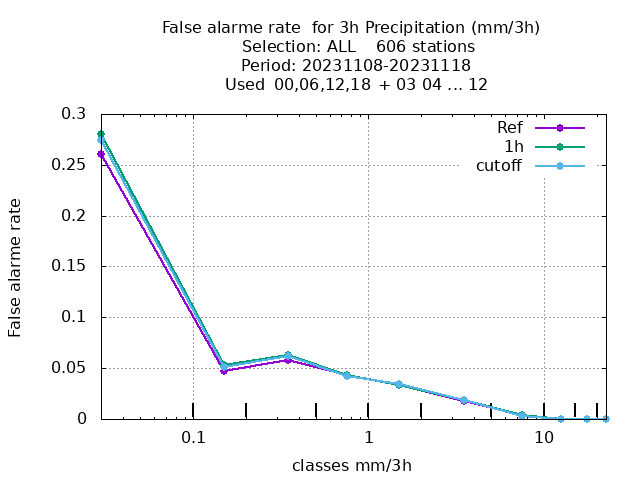 False alarme rate  for 3h Precipitation (mm/3h)
Selection: ALL    606 stations
Period: 20231108-20231118
Used  00,06,12,18  + 03 04 ... 12
Ref
1h
cutoff
0.3
0.25
0.2
0.15
0.1
0.05
0
False alarme rate
0.1
1
10
classes mm/3h